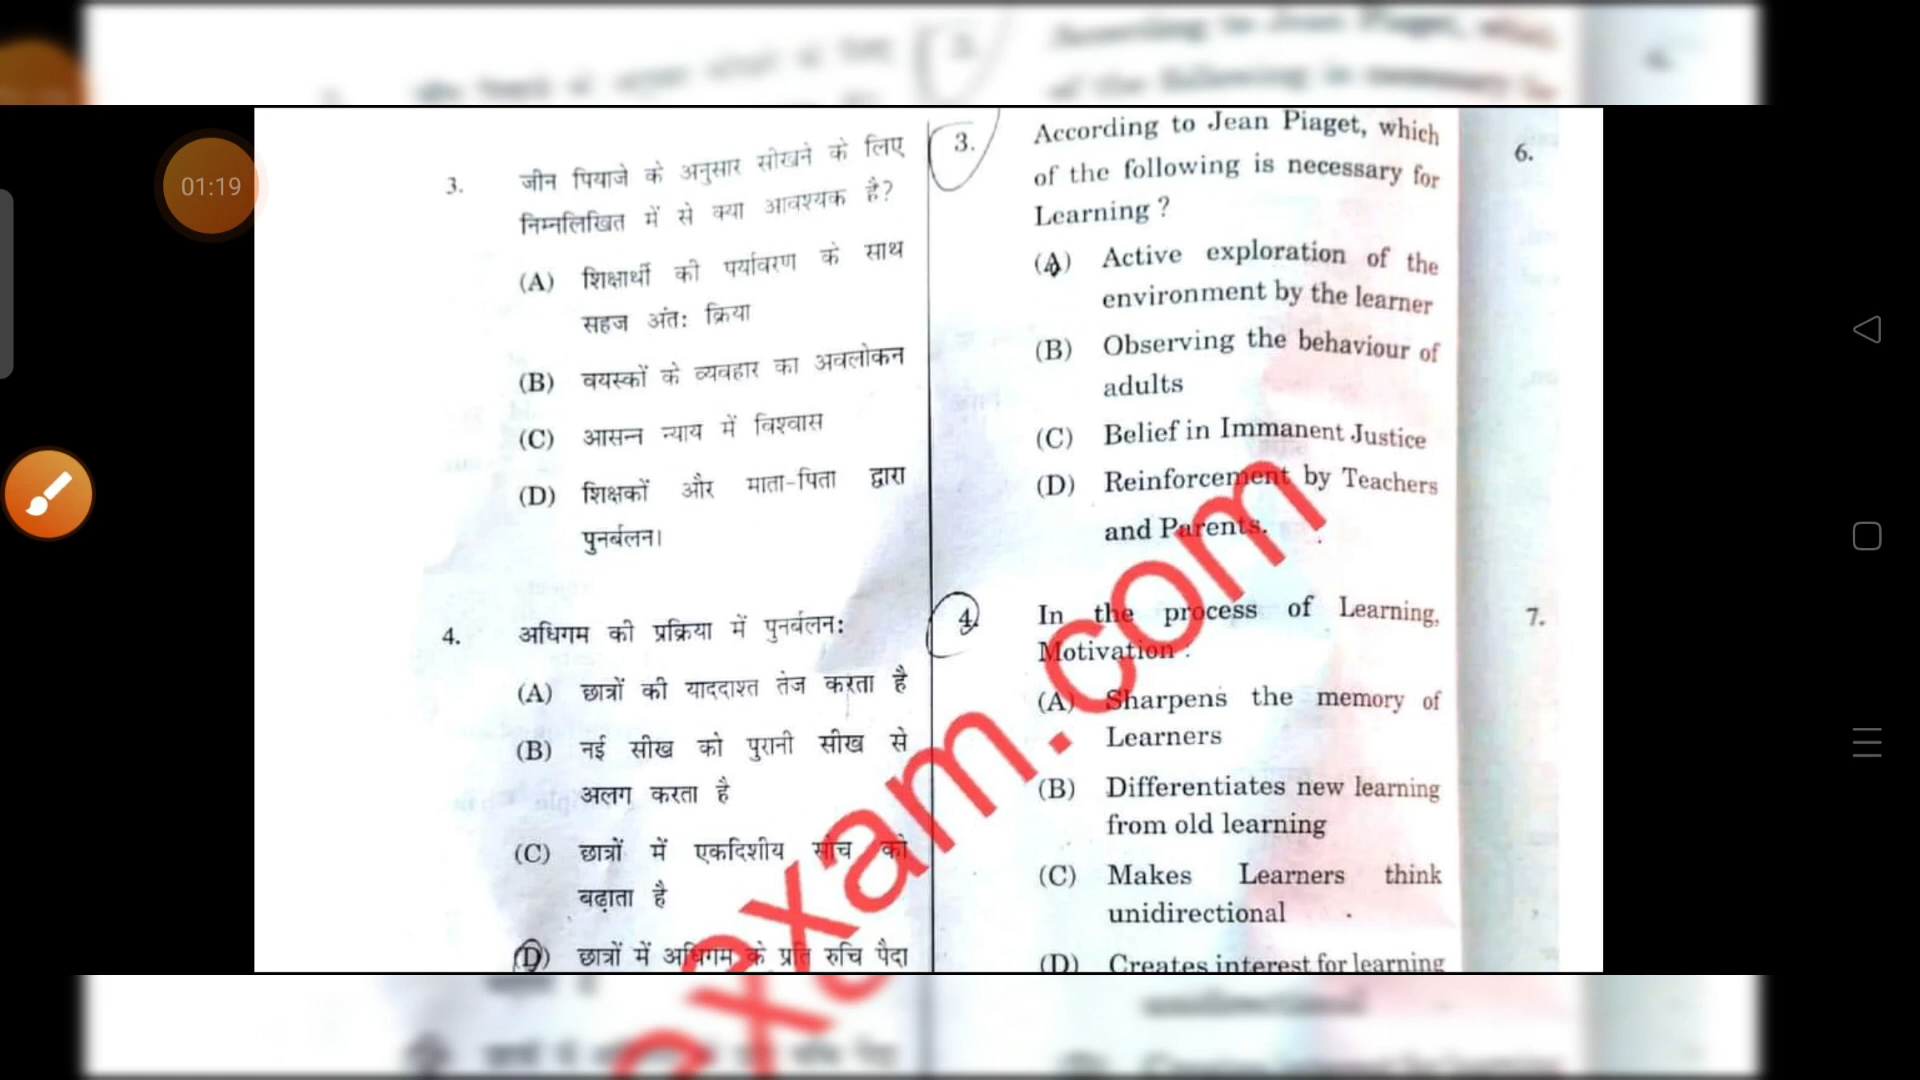 01:19
3. जीन पियाजे के अनुसार सीखने के लिए
निम्नलिखित में से क्या आवश्यक है?
(A) शिक्षार्थी की पर्यावरण के साथ
सहज अंतः क्रिया
(B) वयस्कों के व्यवहार का अवलोकन
(C) आसन्न न्याय में विश्वास
(D) शिक्षकों और माता-पिता द्वारा
पुनर्बलन।
4. अधिगम की प्रक्रिया में पुनर्बलन:
(A) छात्रों की याददाश्त तेज करता है
(B) नई सीख को पुरानी सीख से
अलग करता है
(C) छात्रों में एकदिशीय सोच को
बढ़ाता है
(D) छात्रों में अधिगम के प्रति रुचि पैदा
3. According to Jean Piaget, which
of the following is necessary for
Learning ?
(A) Active exploration of the
environment by the learner
(B) Observing the behaviour of
adults
(C) Belief in Immanent Justice
(D) Reinforcement by Teachers
and Parents.
4. In the process of Learning,
Motivation :
(A) Sharpens the memory of
Learners
(B) Differentiates new learning
from old learning
(C) Makes Learners think
unidirectional
(D) Creates interest for learning
6.
7.
exam.com